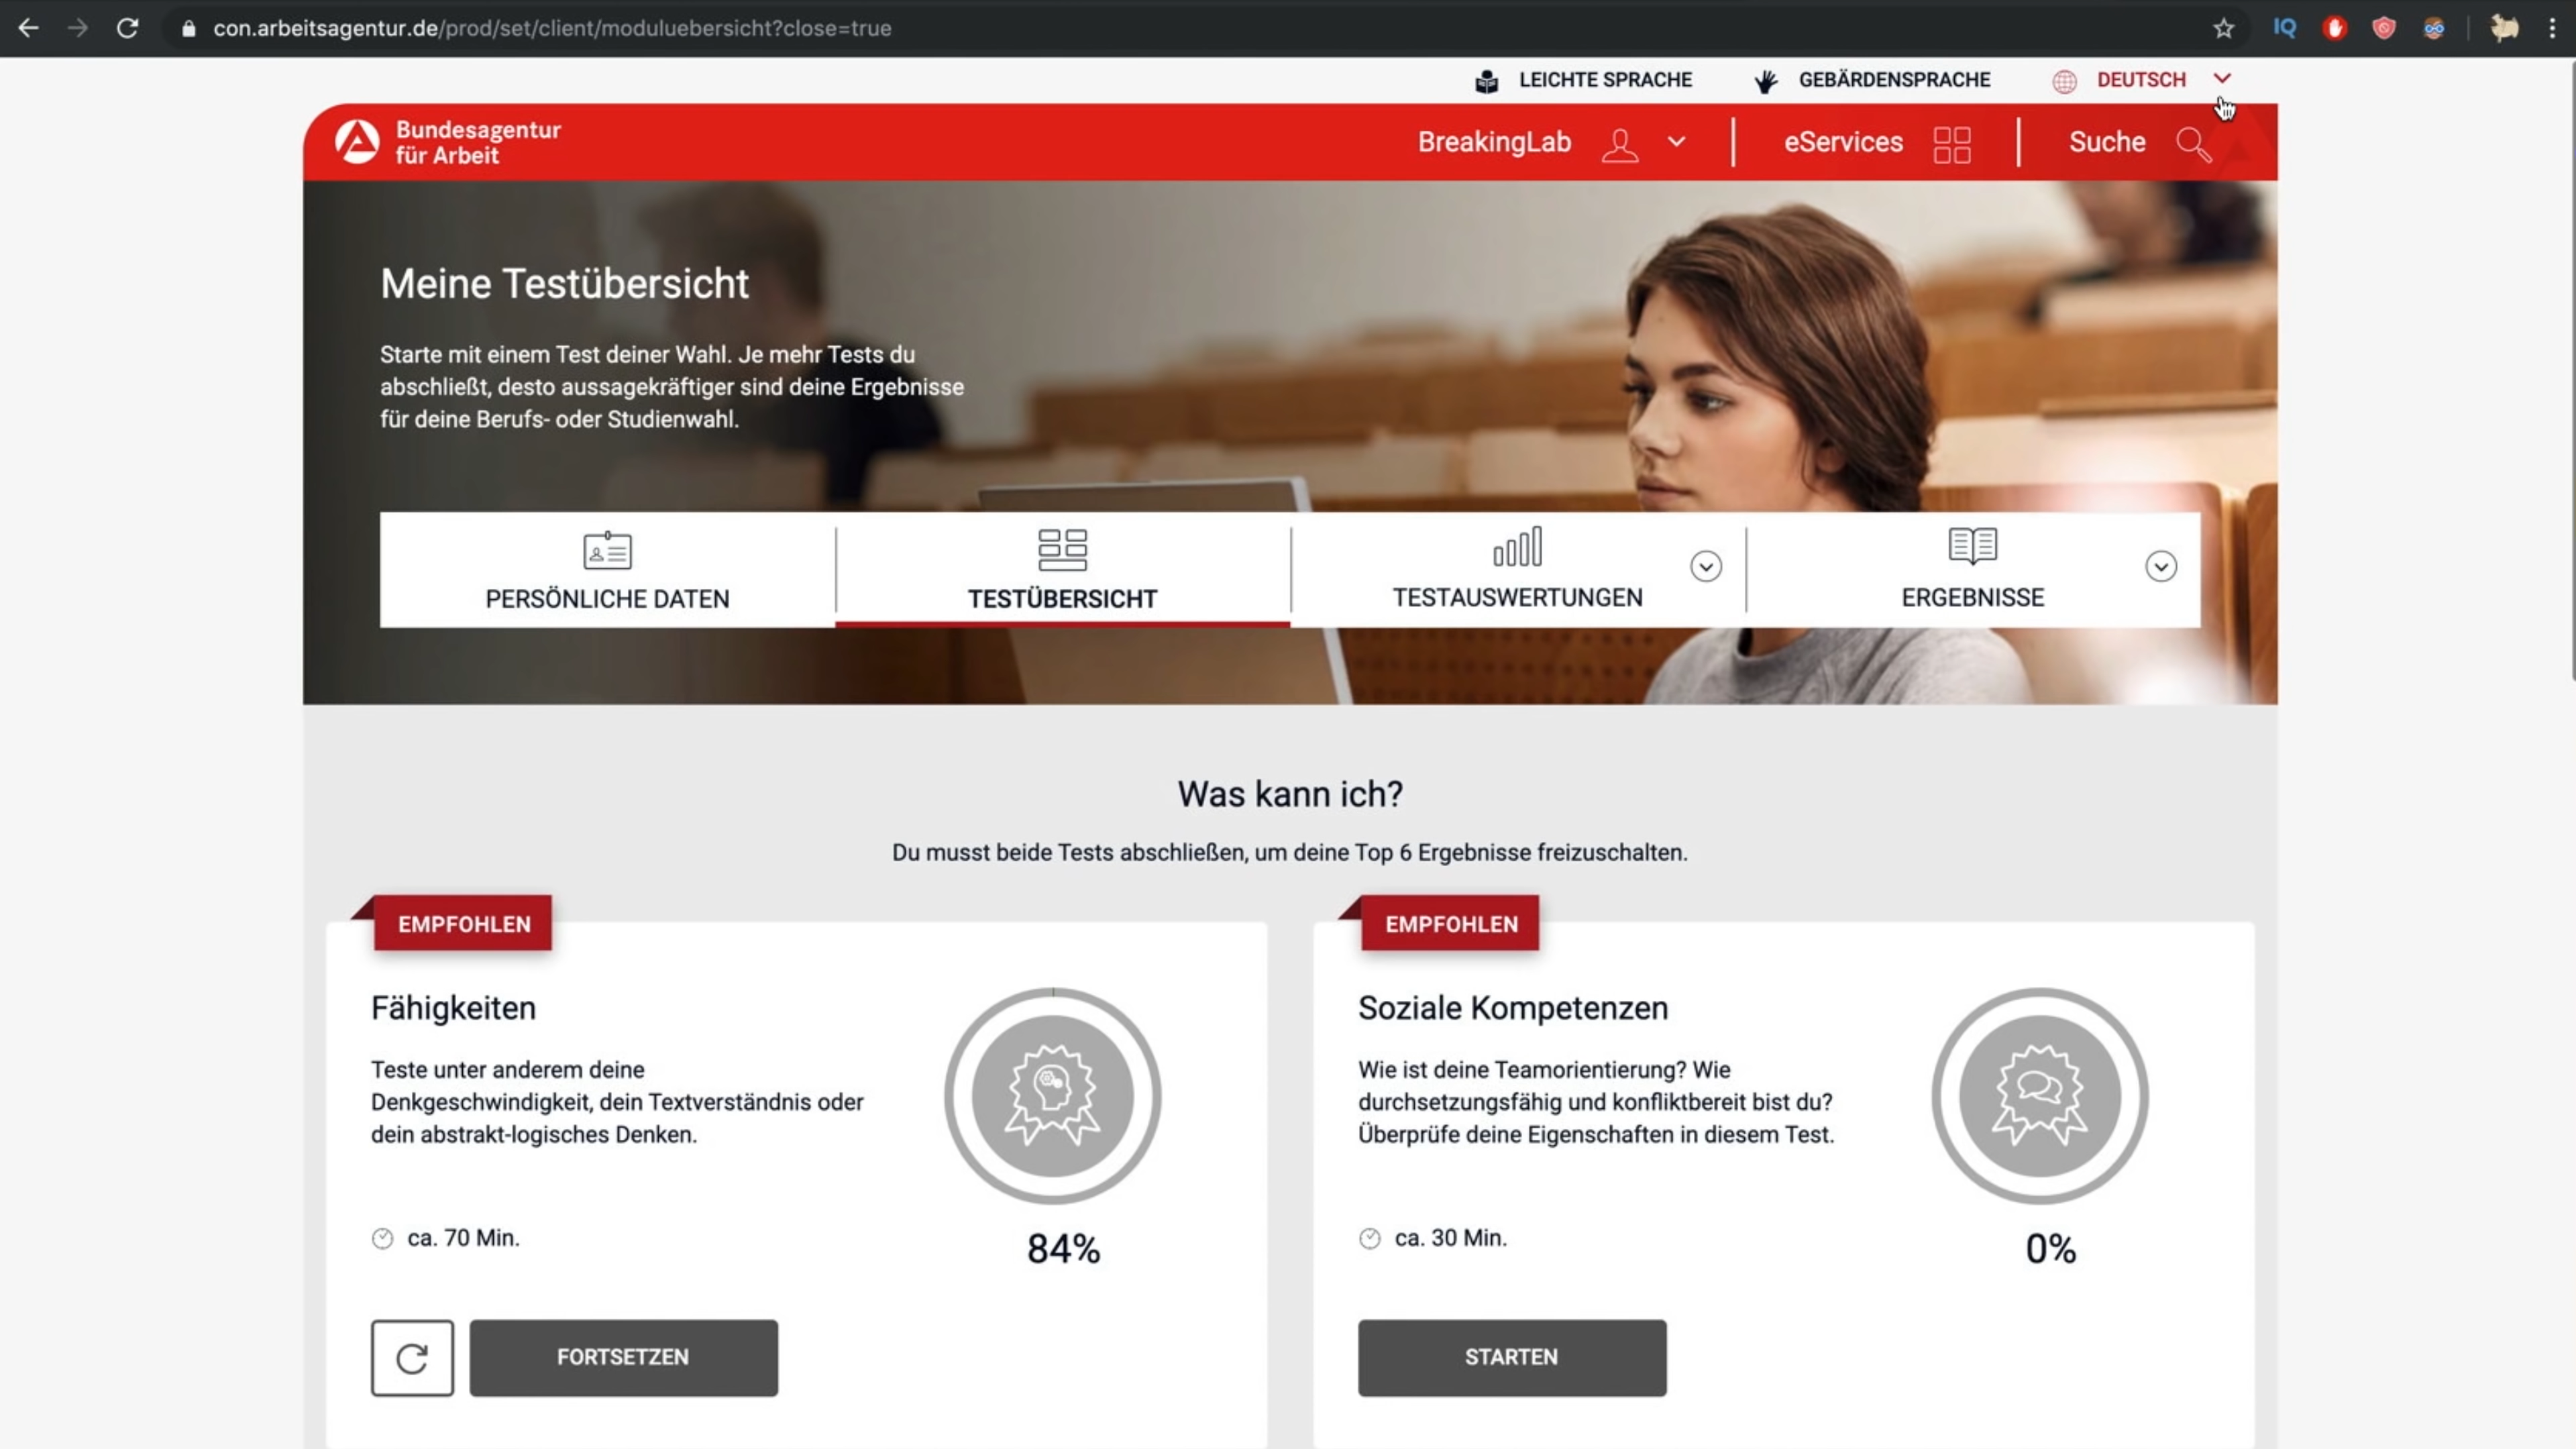 con.arbeitsagentur.de/prod/set/client/moduluebersicht?close=true
IQ
LEICHTE SPRACHE
GEBÄRDENSPRACHE
DEUTSCH
Bundesagentur
für Arbeit
BreakingLab
eServices
Suche
Meine Testübersicht
Starte mit einem Test deiner Wahl. Je mehr Tests du
abschließt, desto aussagekräftiger sind deine Ergebnisse
für deine Berufs- oder Studienwahl.
PERSÖNLICHE DATEN
TESTÜBERSICHT
TESTAUSWERTUNGEN
ERGEBNISSE
Was kann ich?
Du musst beide Tests abschließen, um deine Top 6 Ergebnisse freizuschalten.
EMPFOHLEN
Fähigkeiten
Teste unter anderem deine
Denkgeschwindigkeit, dein Textverständnis oder
dein abstrakt-logisches Denken.
ca. 70 Min.
84%
FORTSETZEN
EMPFOHLEN
Soziale Kompetenzen
Wie ist deine Teamorientierung? Wie
durchsetzungsfähig und konfliktbereit bist du?
Überprüfe deine Eigenschaften in diesem Test.
ca. 30 Min.
0%
STARTEN